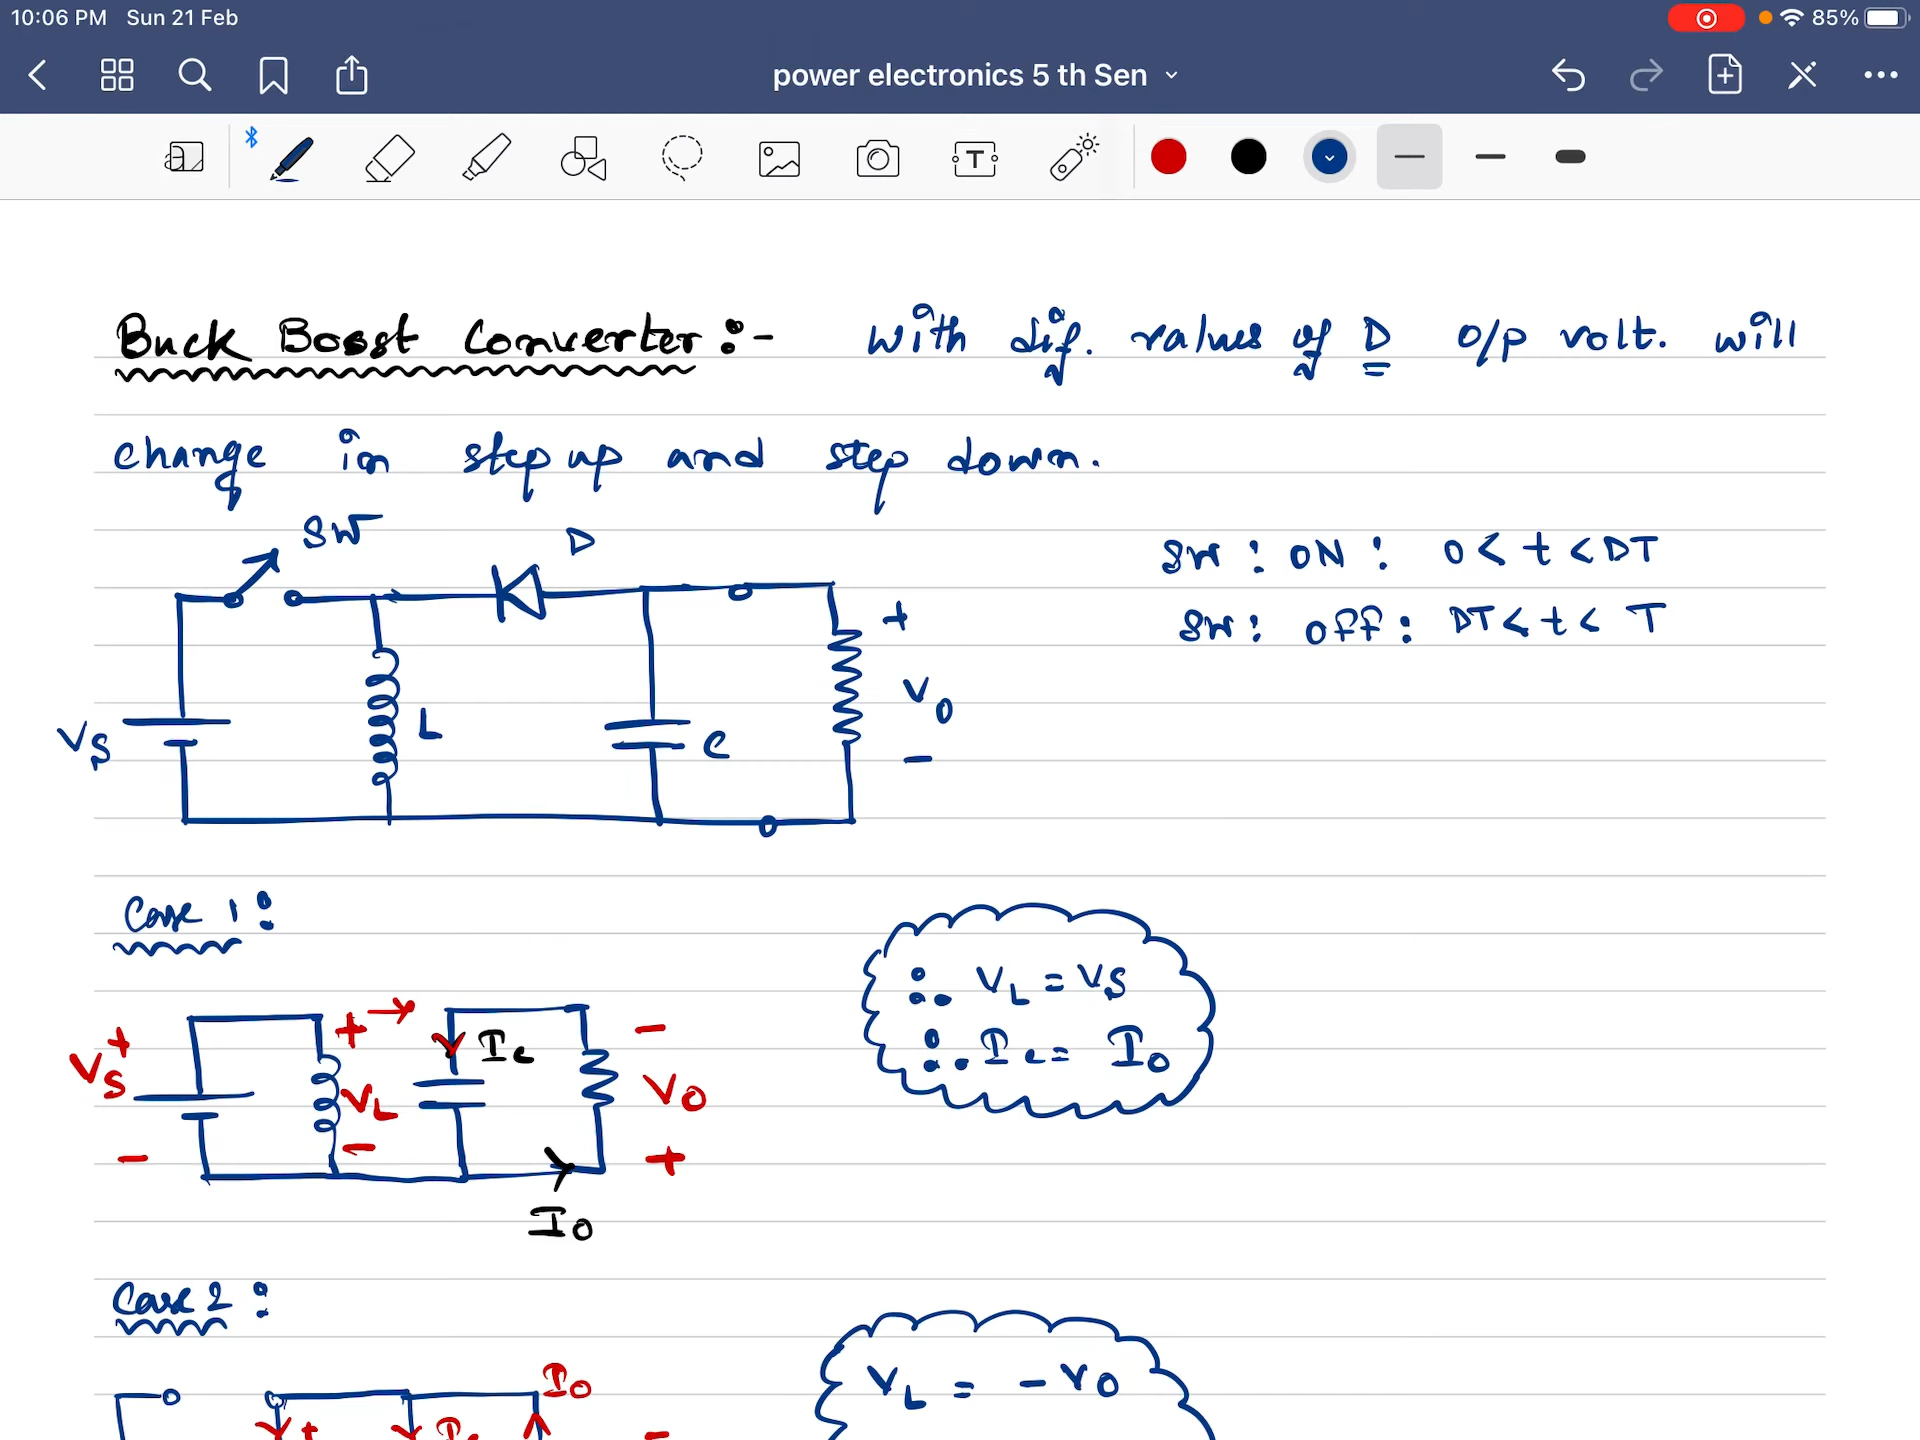 10:06 PM Sun 21 Feb
85%
power electronics 5 th Sen
T
Buck Boost Converter :- with dif. values of D o/p volt. will
change in step up and step down.
SW
D
SW : ON : 0 < t < DT
SW : OFF : DT < t < T
+
Vs
L
C
Vo
-
Case 1 :
∴ VL = Vs
∴ Ic = Io
+ + Ic -
Vs VL Vo
- - +
Io
Case 2 :
VL = - Vo
Io
+ Ic -